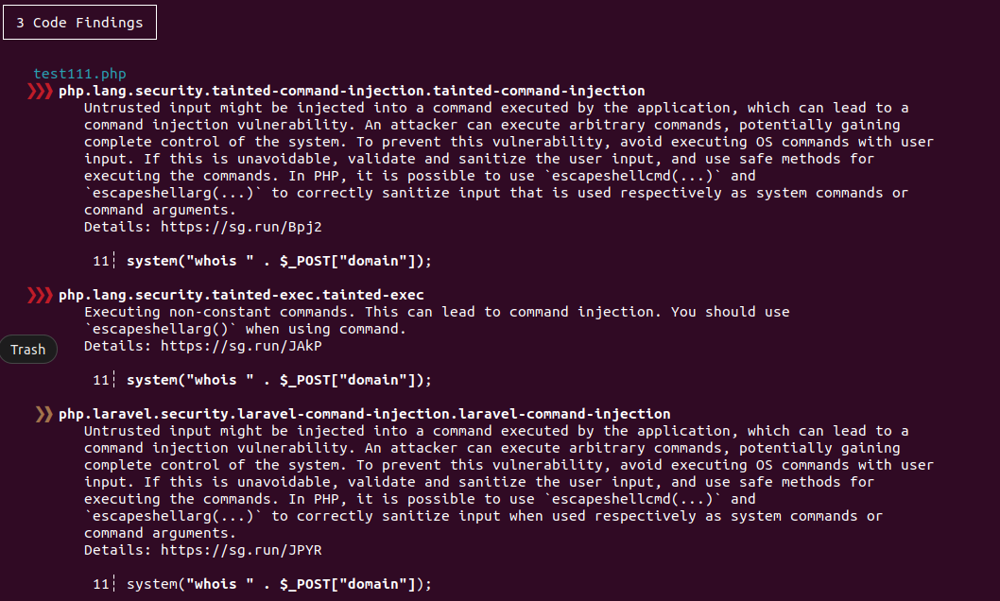 3 Code Findings
test111.php
❯❯❯ php.lang.security.tainted-command-injection.tainted-command-injection
Untrusted input might be injected into a command executed by the application, which can lead to a
command injection vulnerability. An attacker can execute arbitrary commands, potentially gaining
complete control of the system. To prevent this vulnerability, avoid executing OS commands with user
input. If this is unavoidable, validate and sanitize the user input, and use safe methods for
executing the commands. In PHP, it is possible to use `escapeshellcmd(...)` and
`escapeshellarg(...)` to correctly sanitize input that is used respectively as system commands or
command arguments.
Details: https://sg.run/Bpj2
11┆ system("whois " . $_POST["domain"]);
❯❯❯ php.lang.security.tainted-exec.tainted-exec
Executing non-constant commands. This can lead to command injection. You should use
`escapeshellarg()` when using command.
Trash
Details: https://sg.run/JAkP
11┆ system("whois " . $_POST["domain"]);
❯❯ php.laravel.security.laravel-command-injection.laravel-command-injection
Untrusted input might be injected into a command executed by the application, which can lead to a
command injection vulnerability. An attacker can execute arbitrary commands, potentially gaining
complete control of the system. To prevent this vulnerability, avoid executing OS commands with user
input. If this is unavoidable, validate and sanitize the user input, and use safe methods for
executing the commands. In PHP, it is possible to use `escapeshellcmd(...)` and
`escapeshellarg(...)` to correctly sanitize input when used respectively as system commands or
command arguments.
Details: https://sg.run/JPYR
11┆ system("whois " . $_POST["domain"]);